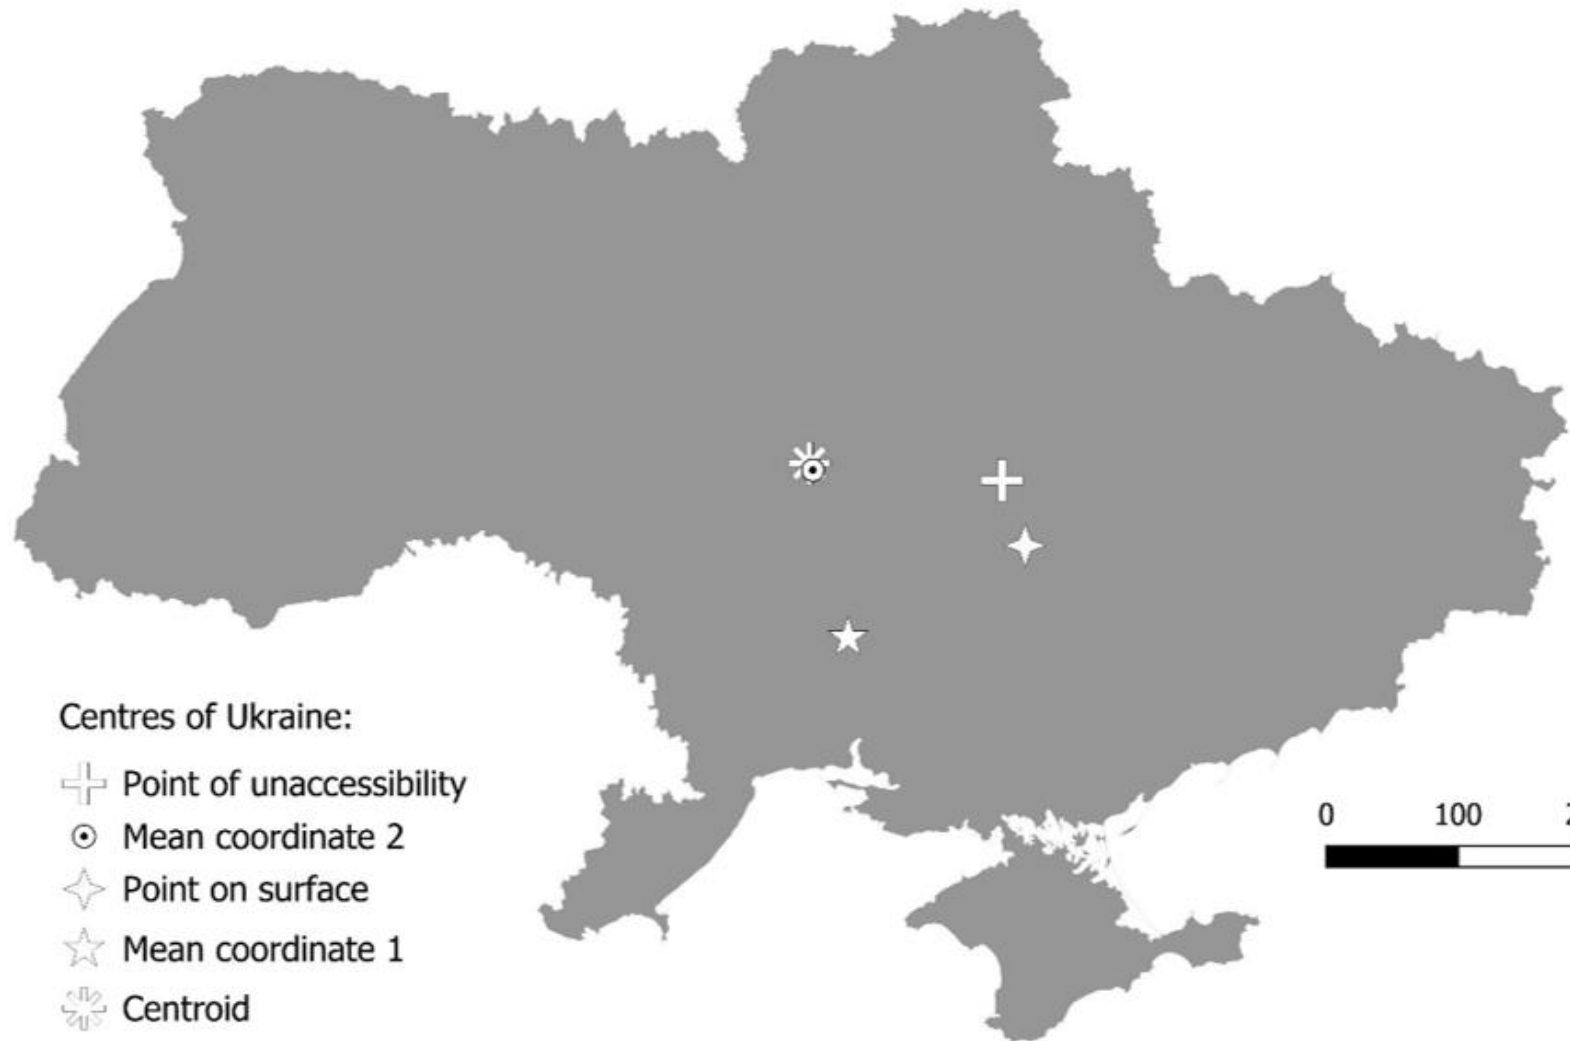 Centres of Ukraine:
Point of unaccessibility
Mean coordinate 2
Point on surface
Mean coordinate 1
Centroid
0 100